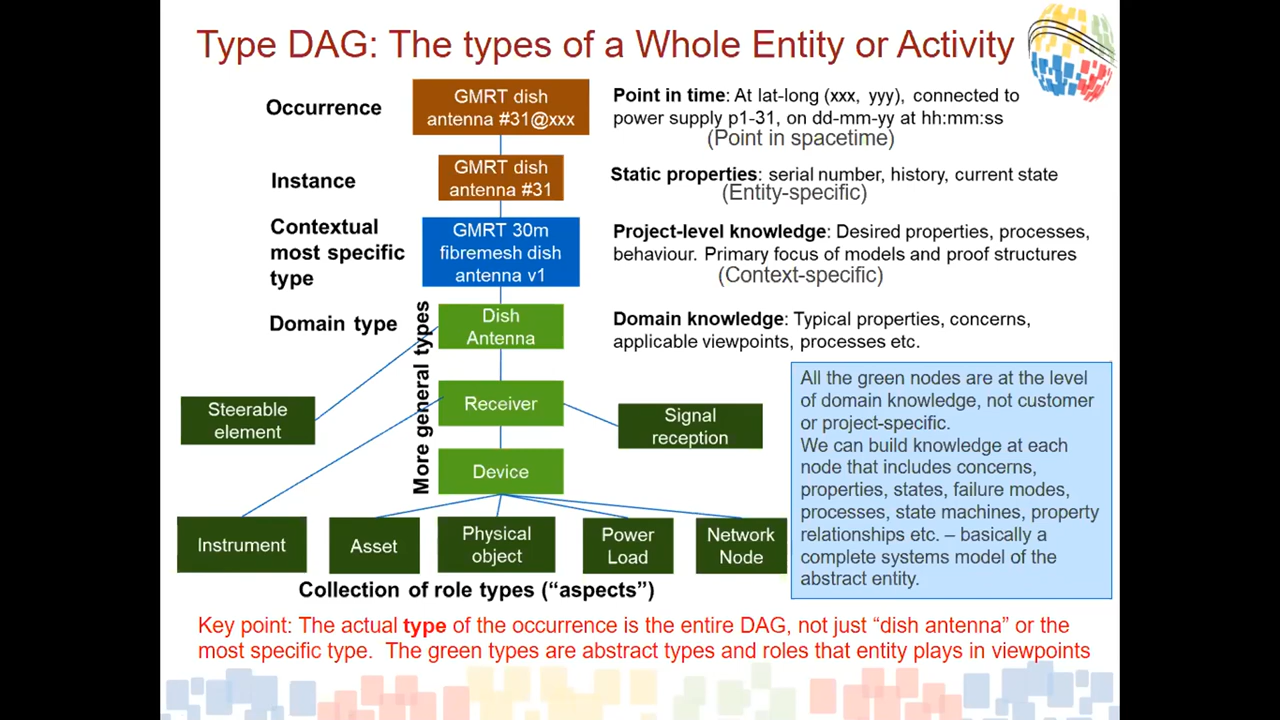 Type DAG: The types of a Whole Entity or Activity
Occurrence
GMRT dish
antenna #31@xxx
Point in time: At lat-long (xxx, yyy), connected to
power supply p1-31, on dd-mm-yy at hh:mm:ss
(Point in spacetime)
Instance
GMRT dish
antenna #31
Static properties: serial number, history, current state
(Entity-specific)
Contextual
most specific
type
GMRT 30m
fibremesh dish
antenna v1
Project-level knowledge: Desired properties, processes,
behaviour. Primary focus of models and proof structures
(Context-specific)
Domain type
More general types
Dish
Antenna
Domain knowledge: Typical properties, concerns,
applicable viewpoints, processes etc.
Steerable
element
Receiver
Signal
reception
Device
Instrument
Asset
Physical
object
Power
Load
Network
Node
Collection of role types (“aspects”)
All the green nodes are at the level
of domain knowledge, not customer
or project-specific.
We can build knowledge at each
node that includes concerns,
properties, states, failure modes,
processes, state machines, property
relationships etc. – basically a
complete systems model of the
abstract entity.
Key point: The actual type of the occurrence is the entire DAG, not just “dish antenna” or the
most specific type. The green types are abstract types and roles that entity plays in viewpoints